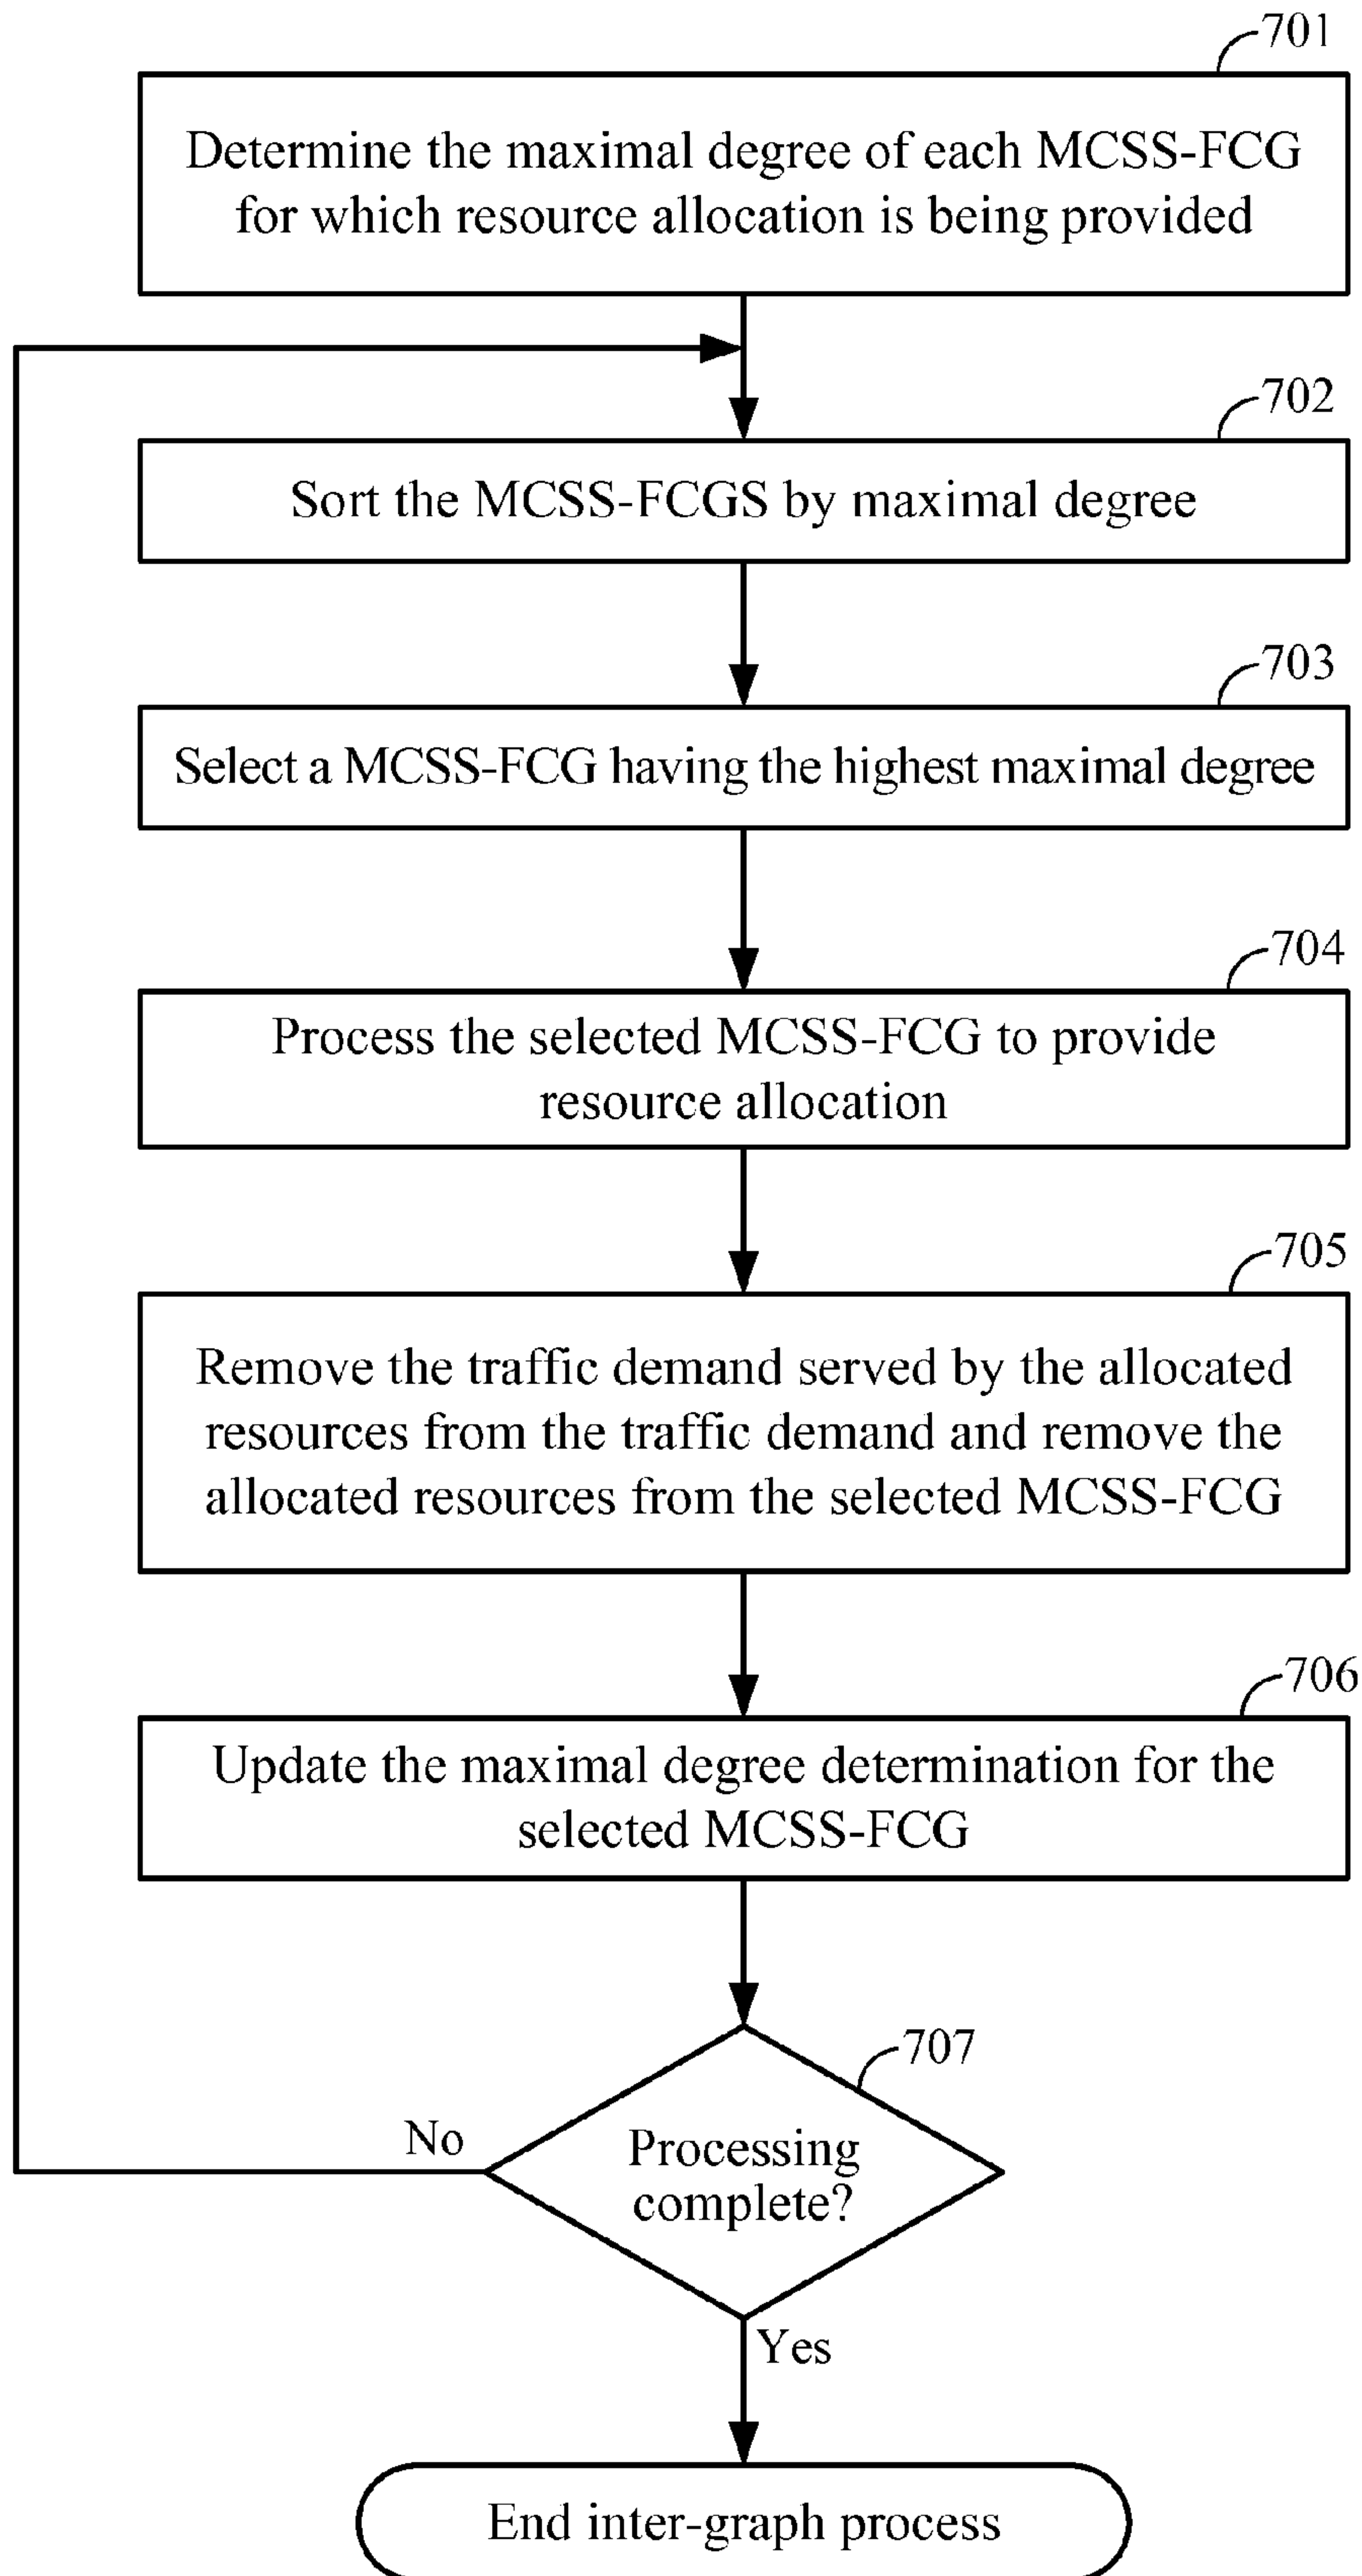 701
Determine the maximal degree of each MCSS-FCG
for which resource allocation is being provided
702
Sort the MCSS-FCGS by maximal degree
703
Select a MCSS-FCG having the highest maximal degree
704
Process the selected MCSS-FCG to provide
resource allocation
705
Remove the traffic demand served by the allocated
resources from the traffic demand and remove the
allocated resources from the selected MCSS-FCG
706
Update the maximal degree determination for the
selected MCSS-FCG
707
No
Processing
complete?
Yes
End inter-graph process